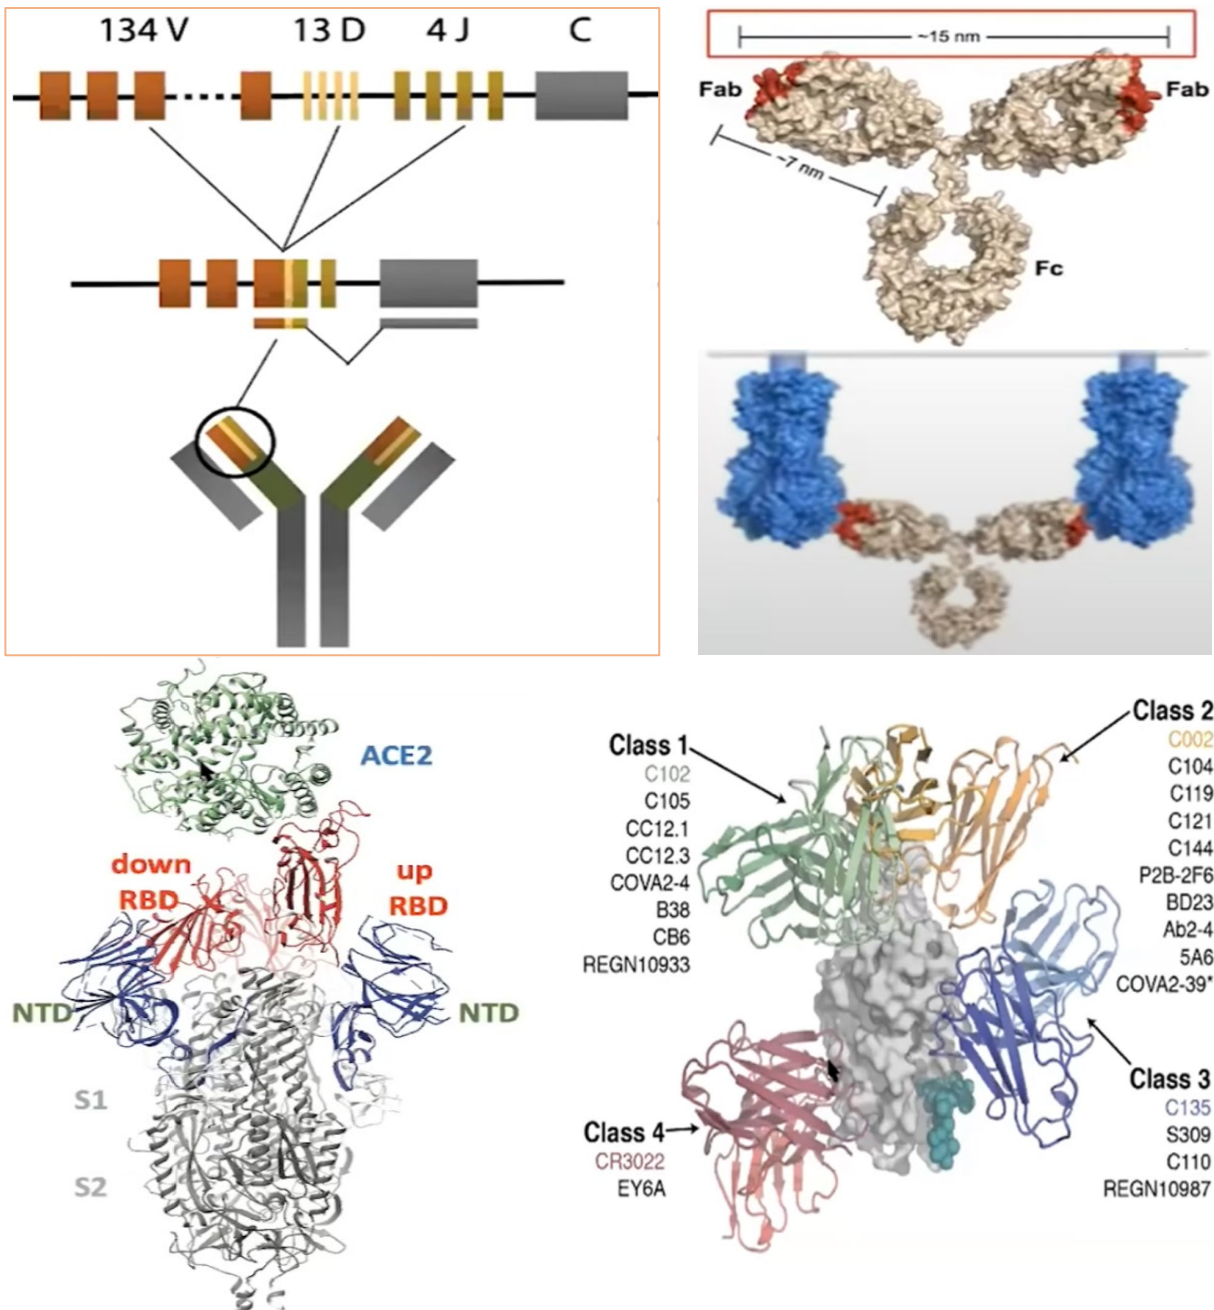 134 V 13 D 4 J C
~15 nm
Fab Fab
~7 nm
Fc
ACE2
down
RBD
up
RBD
NTD NTD
S1
S2
Class 1
C102
C105
CC12.1
CC12.3
COVA2-4
B38
CB6
REGN10933
Class 2
C002
C104
C119
C121
C144
P2B-2F6
BD23
Ab2-4
5A6
COVA2-39*
Class 3
C135
S309
C110
REGN10987
Class 4
CR3022
EY6A